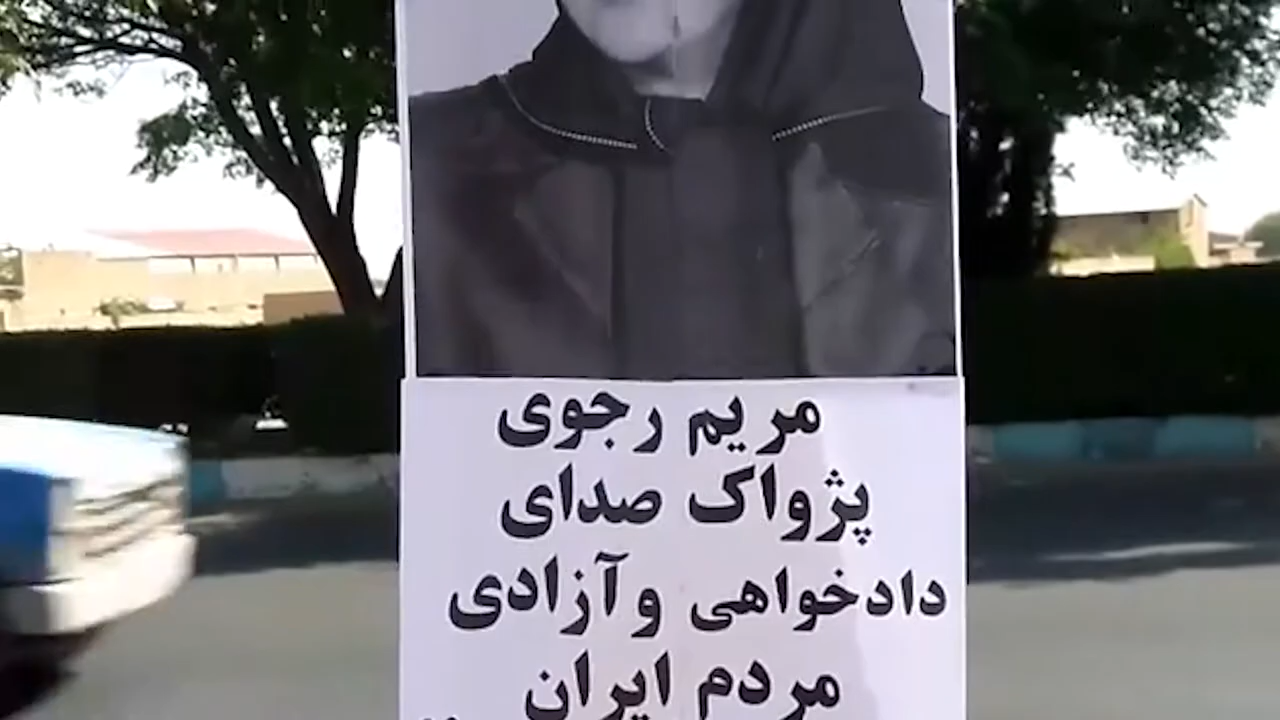 مریم رجوی
پژواک صدای
دادخواهی و آزادی
مردم ایران